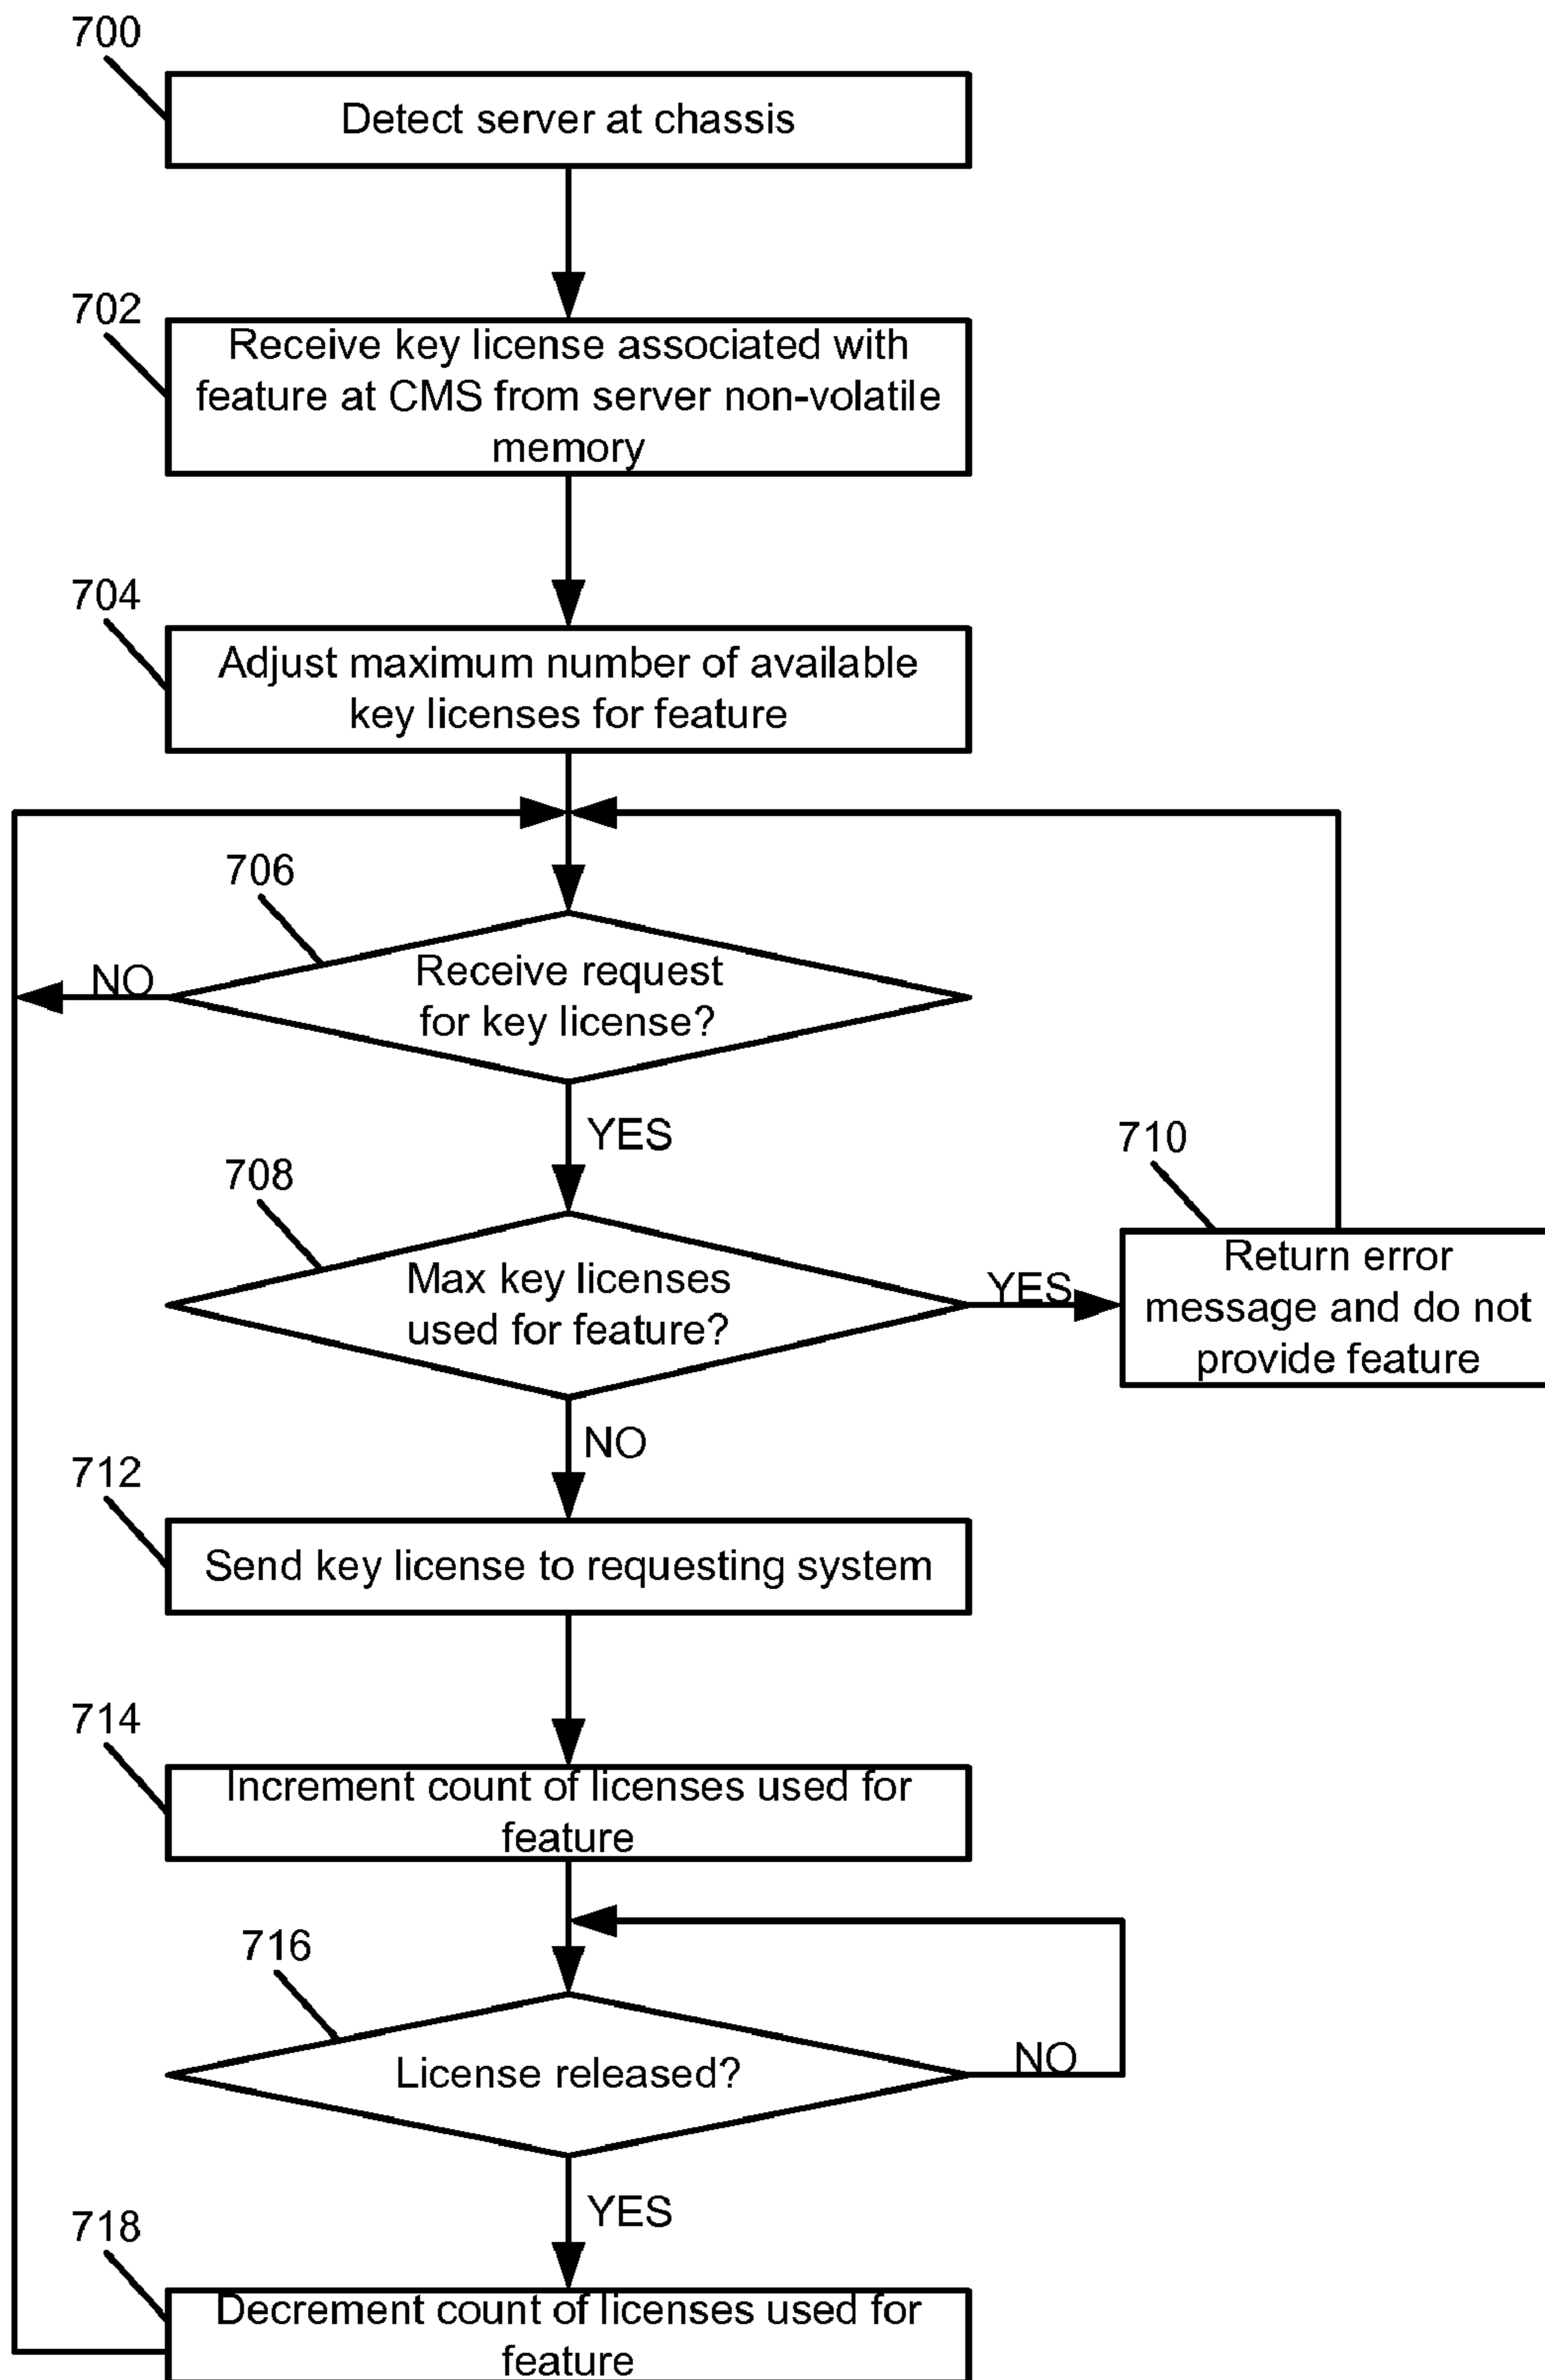 700
Detect server at chassis
702
Receive key license associated with
feature at CMS from server non-volatile
memory
704
Adjust maximum number of available
key licenses for feature
706
NO
Receive request
for key license?
YES
708
Max key licenses
used for feature?
YES
710
Return error
message and do not
provide feature
NO
712
Send key license to requesting system
714
Increment count of licenses used for
feature
716
License released?
NO
YES
718
Decrement count of licenses used for
feature